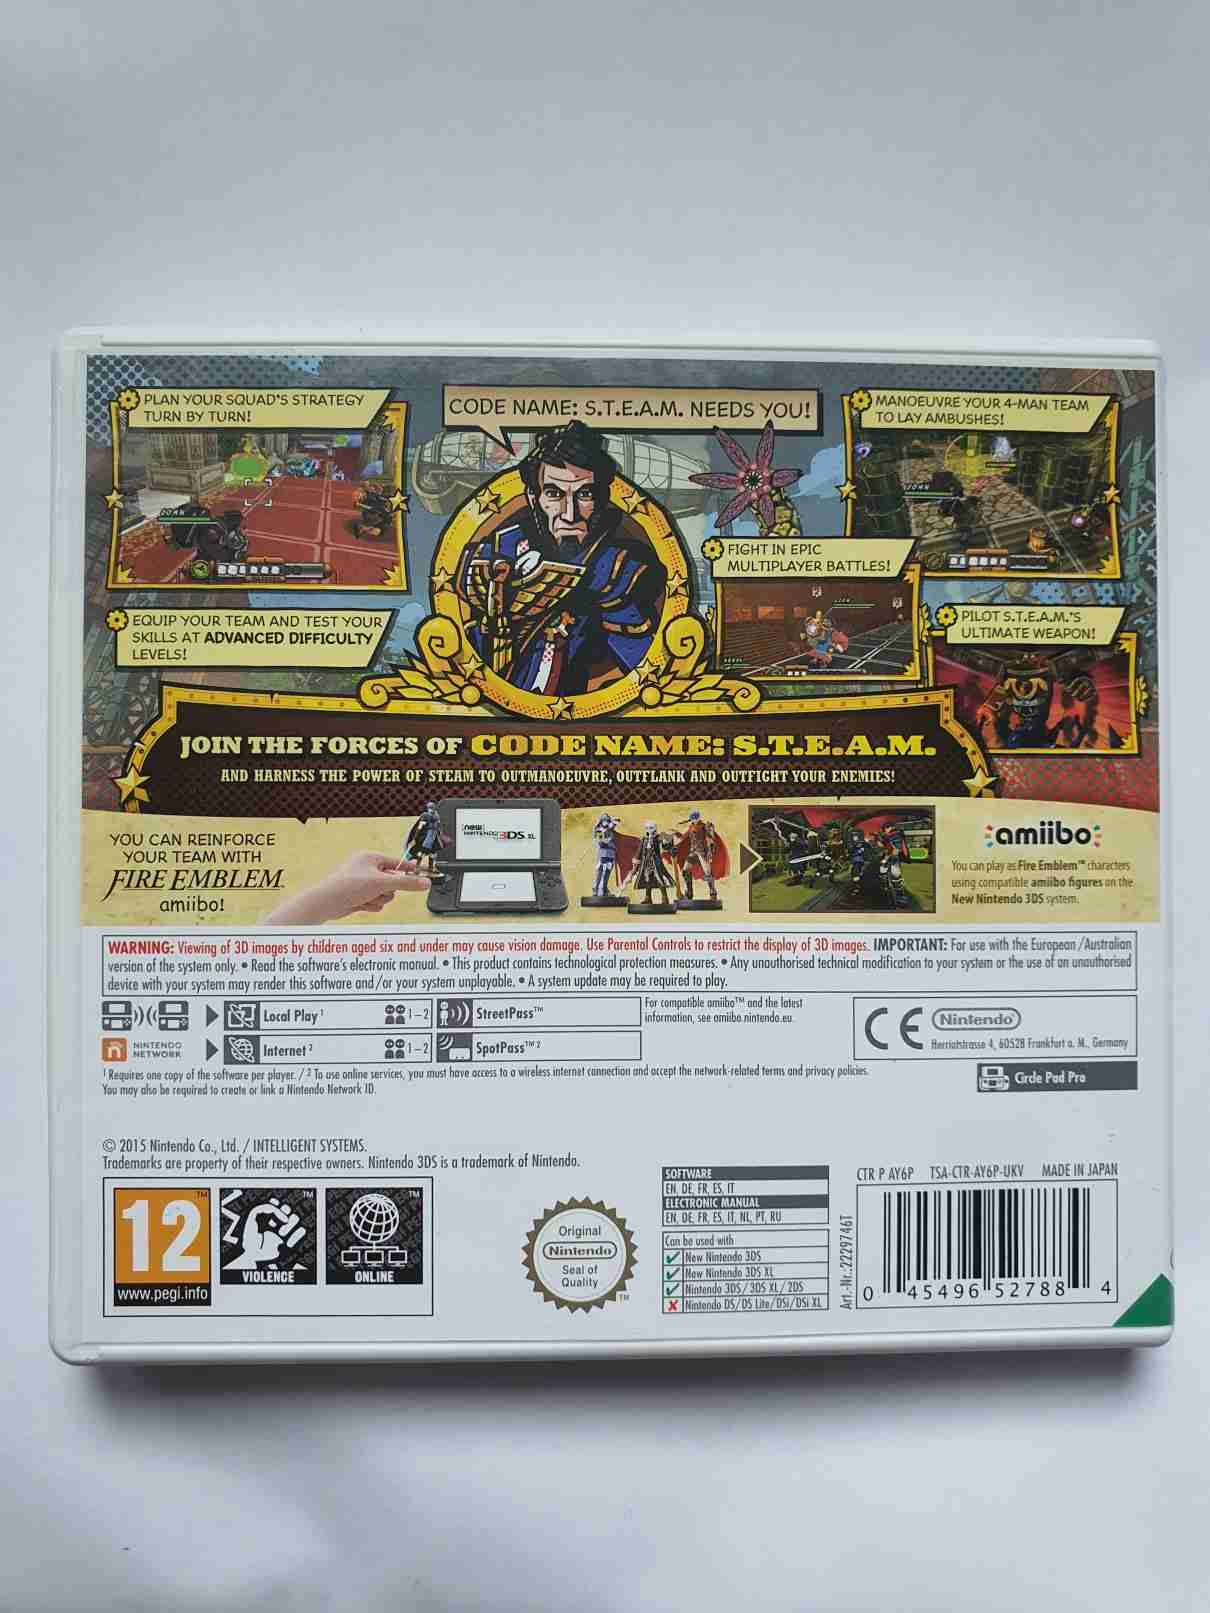 PLAN YOUR SQUAD'S STRATEGY
TURN BY TURN!
CODE NAME: S.T.E.A.M. NEEDS YOU!
MANOEUVRE YOUR 4-MAN TEAM
TO LAY AMBUSHES!
FIGHT IN EPIC
MULTIPLAYER BATTLES!
EQUIP YOUR TEAM AND TEST YOUR
SKILLS AT ADVANCED DIFFICULTY
LEVELS!
PILOT S.T.E.A.M.'S
ULTIMATE WEAPON!
JOIN THE FORCES OF CODE NAME: S.T.E.A.M.
AND HARNESS THE POWER OF STEAM TO OUTMANOEUVRE, OUTFLANK AND OUTFIGHT YOUR ENEMIES!
YOU CAN REINFORCE
YOUR TEAM WITH
FIRE EMBLEM™
amiibo!
new
NINTENDO 3DS XL
amiibo
You can play as Fire Emblem™ characters
using compatible amiibo figures on the
New Nintendo 3DS system.
WARNING: Viewing of 3D images by children aged six and under may cause vision damage. Use Parental Controls to restrict the display of 3D images. IMPORTANT: For use with the European/Australian
version of the system only. • Read the software's electronic manual. • This product contains technological protection measures. • Any unauthorised technical modification to your system or the use of an unauthorised
device with your system may render this software and/or your system unplayable. • A system update may be required to play.
Local Play¹ 1–2
StreetPass™
For compatible amiibo™ and the latest
information, see amiibo.nintendo.eu.
NINTENDO
NETWORK
Internet² 1–2
SpotPass™²
CE
Nintendo
Herriotstrasse 4, 60528 Frankfurt a. M., Germany
¹ Requires one copy of the software per player. / ² To use online services, you must have access to a wireless internet connection and accept the network-related terms and privacy policies.
You may also be required to create or link a Nintendo Network ID.
Circle Pad Pro
© 2015 Nintendo Co., Ltd. / INTELLIGENT SYSTEMS.
Trademarks are property of their respective owners. Nintendo 3DS is a trademark of Nintendo.
12™
www.pegi.info
VIOLENCE
ONLINE
Original
Nintendo
Seal of
Quality
TM
SOFTWARE
EN, DE, FR, ES, IT
ELECTRONIC MANUAL
EN, DE, FR, ES, IT, NL, PT, RU
Can be used with
New Nintendo 3DS
New Nintendo 3DS XL
Nintendo 3DS/3DS XL/2DS
Nintendo DS/DS Lite/DSi/DSi XL
Art.-Nr.:2229746T
CTR P AY6P TSA-CTR-AY6P-UKV MADE IN JAPAN
0 45496 52788 4